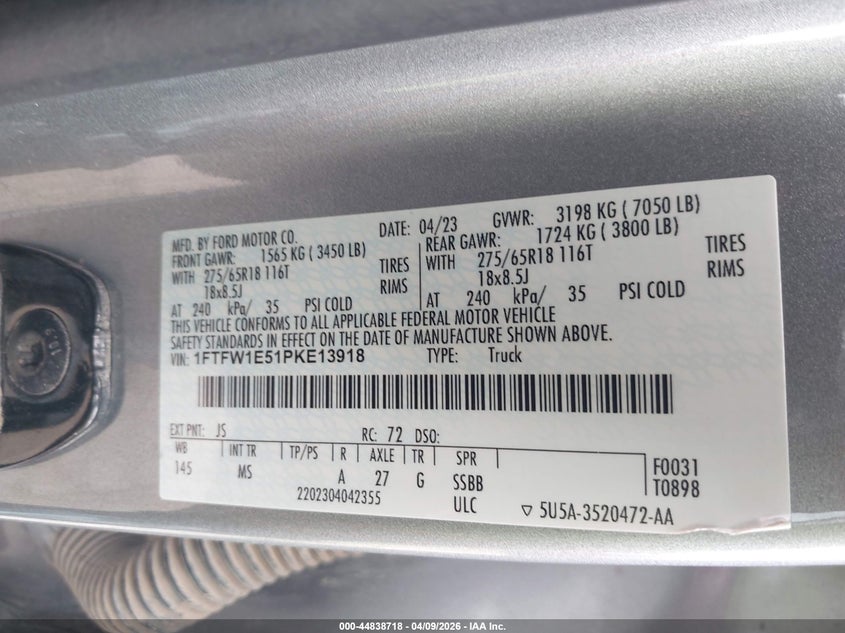 MFD. BY FORD MOTOR CO. DATE: 04/23 GVWR: 3198 KG ( 7050 LB)
FRONT GAWR: 1565 KG ( 3450 LB) REAR GAWR: 1724 KG ( 3800 LB)
WITH 275/65R18 116T TIRES WITH 275/65R18 116T TIRES
18x8.5J RIMS 18x8.5J RIMS
AT 240 kPa/ 35 PSI COLD AT 240 kPa/ 35 PSI COLD
THIS VEHICLE CONFORMS TO ALL APPLICABLE FEDERAL MOTOR VEHICLE
SAFETY STANDARDS IN EFFECT ON THE DATE OF MANUFACTURE SHOWN ABOVE.
VIN: 1FTFW1E51PKE13918 TYPE: Truck
EXT PNT: JS RC: 72 DSO:
WB INT TR TP/PS R AXLE TR SPR F0031
145 MS A 27 G SSBB T0898
2202304042355 ULC ▽ 5U5A-3520472-AA
000-44838718 | 04/09/2026 - IAA Inc.